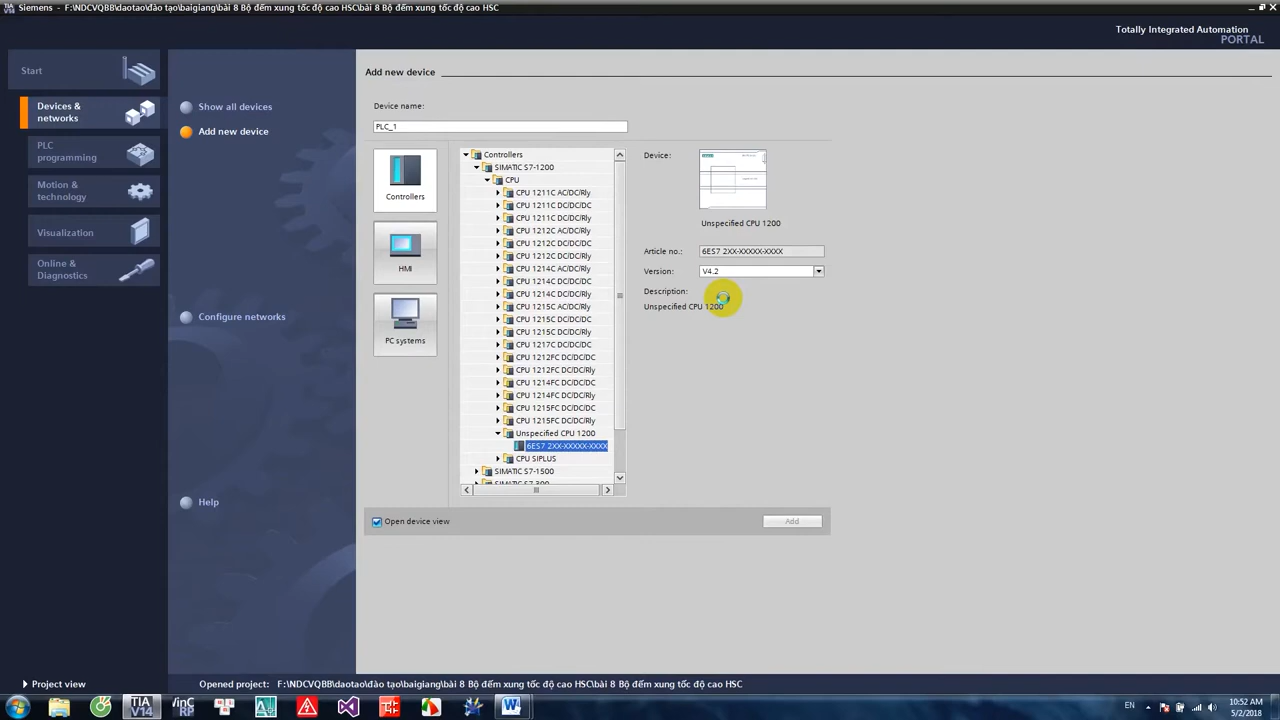 Siemens - F:\NDCVQBB\daotao\đào tạo\baigiang\bài 8 Bộ đếm xung tốc độ cao HSC\bài 8 Bộ đếm xung tốc độ cao HSC
Totally Integrated Automation
PORTAL
Start
Devices &
networks
PLC
programming
Motion &
technology
Visualization
Online &
Diagnostics
Show all devices
Add new device
Configure networks
Help
Add new device
Device name:
PLC_1
Controllers
HMI
PC systems
Controllers
SIMATIC S7-1200
CPU
CPU 1211C AC/DC/Rly
CPU 1211C DC/DC/DC
CPU 1211C DC/DC/Rly
CPU 1212C AC/DC/Rly
CPU 1212C DC/DC/DC
CPU 1212C DC/DC/Rly
CPU 1214C AC/DC/Rly
CPU 1214C DC/DC/DC
CPU 1214C DC/DC/Rly
CPU 1215C AC/DC/Rly
CPU 1215C DC/DC/DC
CPU 1215C DC/DC/Rly
CPU 1217C DC/DC/DC
CPU 1212FC DC/DC/DC
CPU 1212FC DC/DC/Rly
CPU 1214FC DC/DC/DC
CPU 1214FC DC/DC/Rly
CPU 1215FC DC/DC/DC
CPU 1215FC DC/DC/Rly
Unspecified CPU 1200
6ES7 2XX-XXXXX-XXXX
CPU SIPLUS
SIMATIC S7-1500
SIMATIC S7-300
Device:
Unspecified CPU 1200
Article no.:
6ES7 2XX-XXXXX-XXXX
Version:
V4.2
Description:
Unspecified CPU 1200
Open device view
Add
Project view
Opened project: F:\NDCVQBB\daotao\đào tạo\baigiang\bài 8 Bộ đếm xung tốc độ cao HSC\bài 8 Bộ đếm xung tốc độ cao HSC
TIA
V14
WinC
RP
EN
10:52 AM
5/2/2018